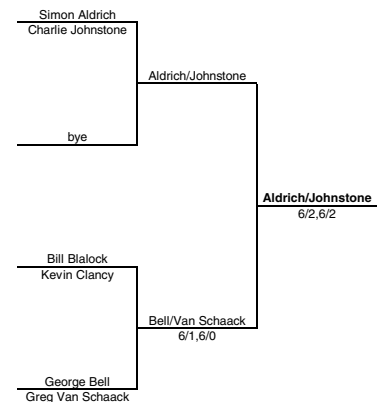 Simon Aldrich
Charlie Johnstone
Aldrich/Johnstone
bye
Aldrich/Johnstone
6/2,6/2
Bill Blalock
Kevin Clancy
Bell/Van Schaack
6/1,6/0
George Bell
Greg Van Schaack